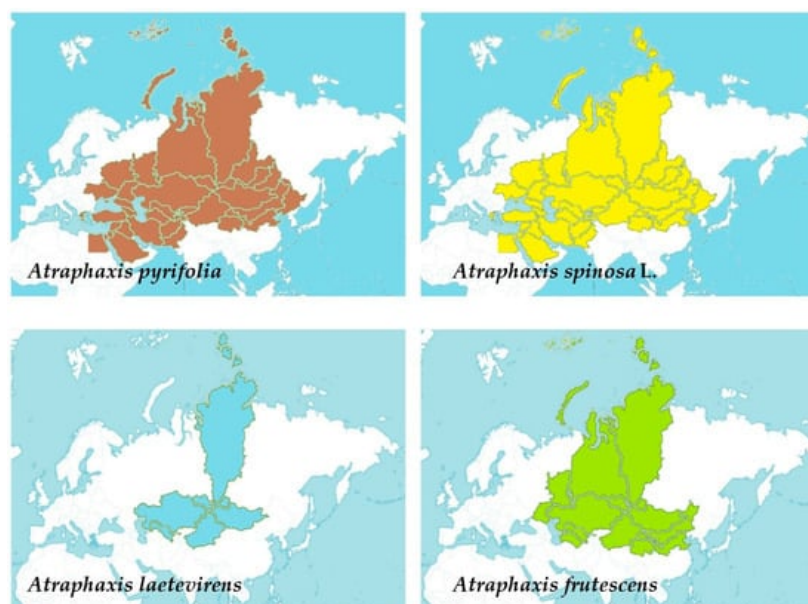 Atraphaxis pyrifolia
Atraphaxis spinosa L.
Atraphaxis laetevirens
Atraphaxis frutescens